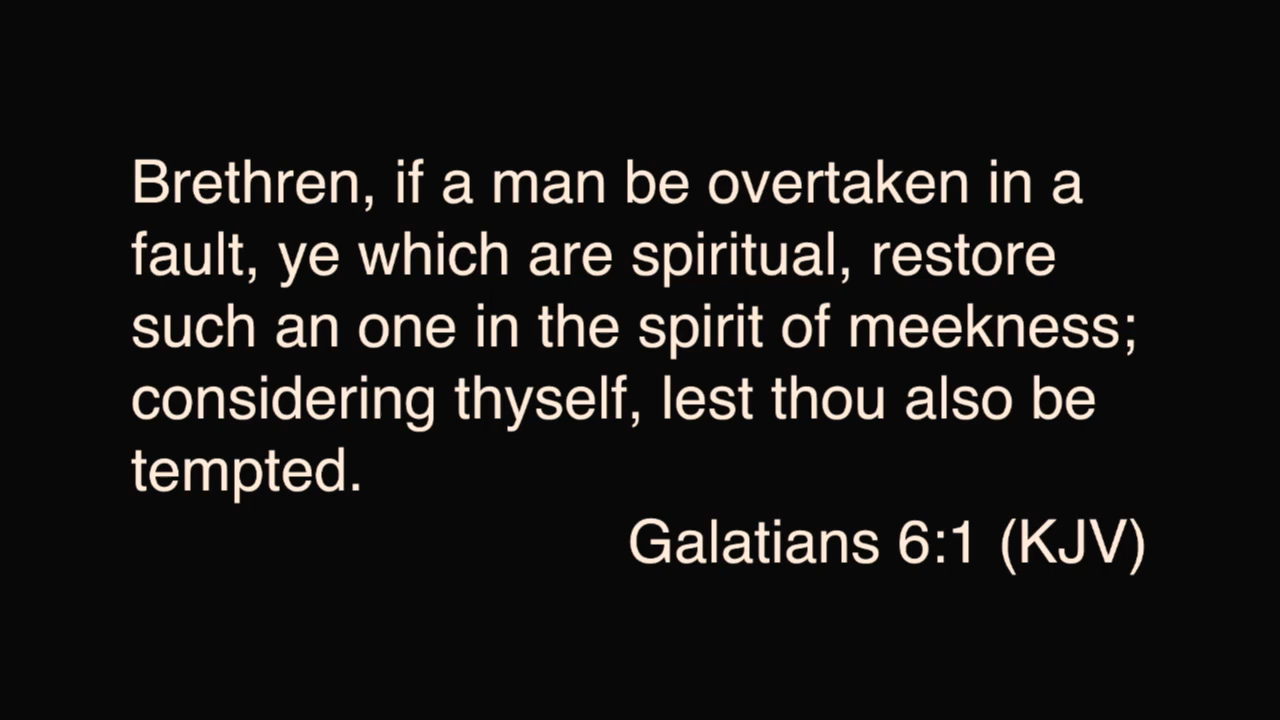 Brethren, if a man be overtaken in a
fault, ye which are spiritual, restore
such an one in the spirit of meekness;
considering thyself, lest thou also be
tempted.
Galatians 6:1 (KJV)